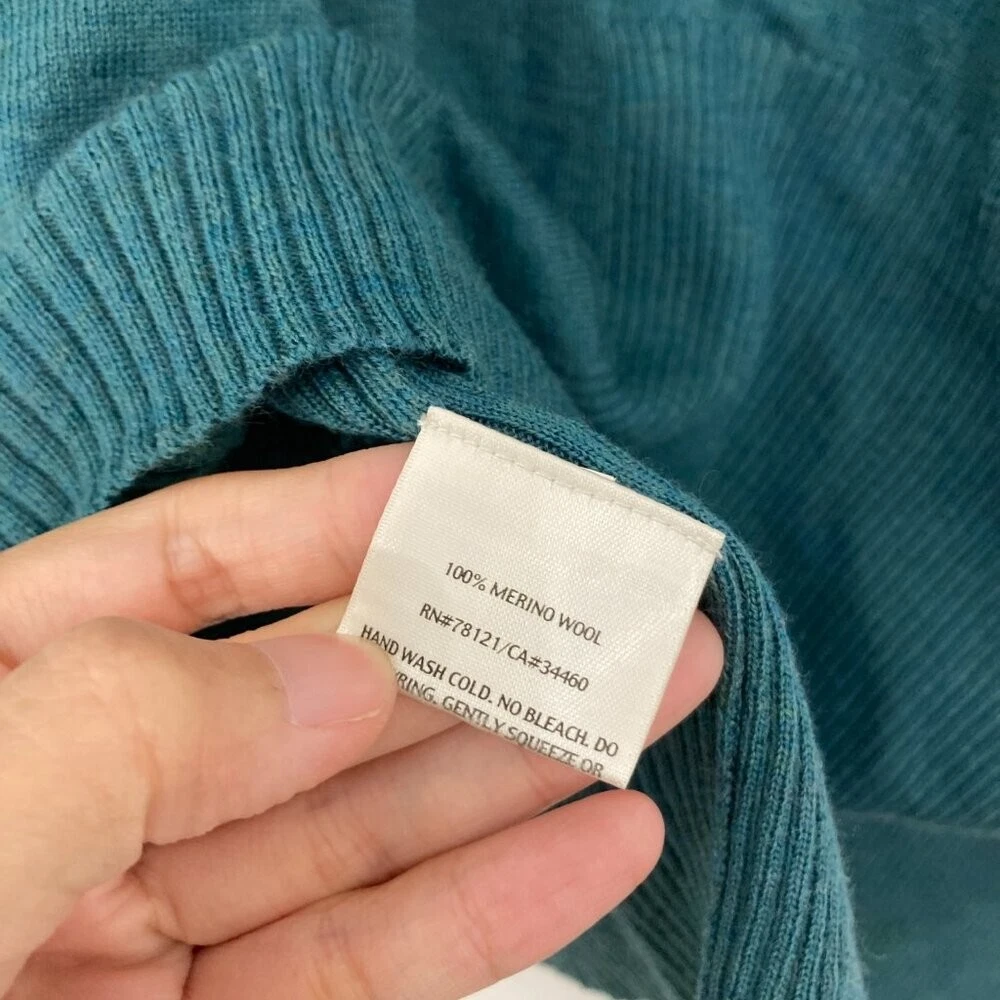 100% MERINO WOOL
RN#78121/CA#34460
HAND WASH COLD. NO BLEACH. DO
GENTLY SQUEEZE OR